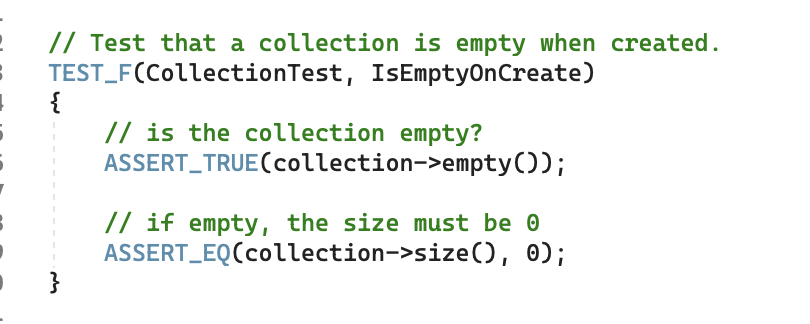 // Test that a collection is empty when created.
TEST_F(CollectionTest, IsEmptyOnCreate)
{
// is the collection empty?
ASSERT_TRUE(collection->empty());
// if empty, the size must be 0
ASSERT_EQ(collection->size(), 0);
}